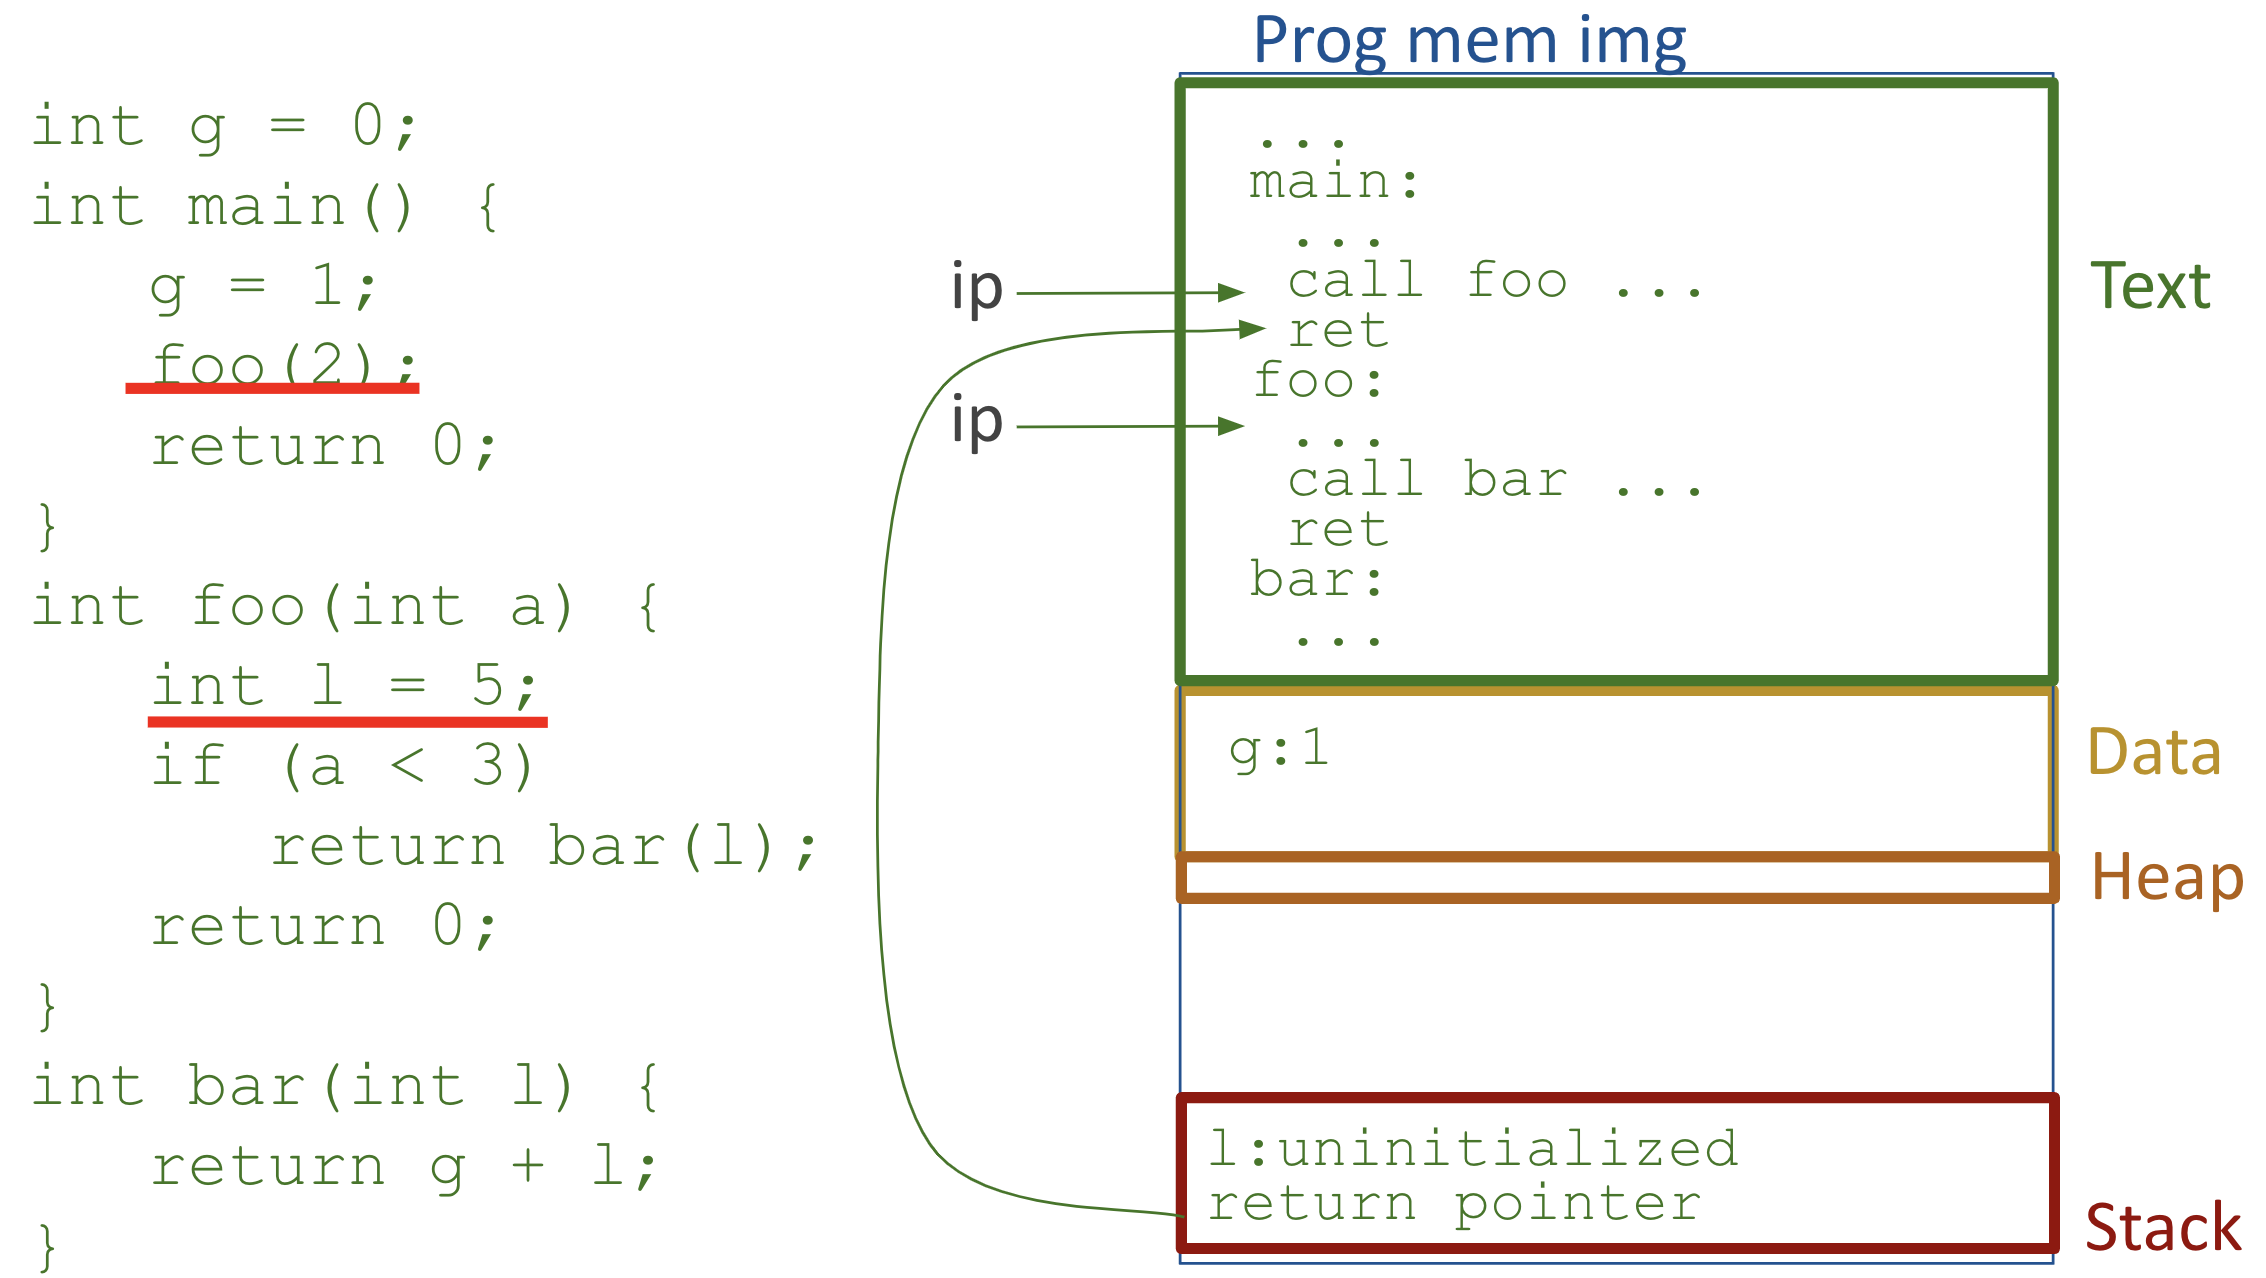 int g = 0;
int main() {
g = 1;
foo(2);
return 0;
}
int foo(int a) {
int l = 5;
if (a < 3)
return bar(l);
return 0;
}
int bar(int l) {
return g + l;
}
Prog mem img
...
main:
...
ip
call foo ...
ret
foo:
ip
...
call bar ...
ret
bar:
...
Text
g:1
Data
Heap
l:uninitialized
return pointer
Stack